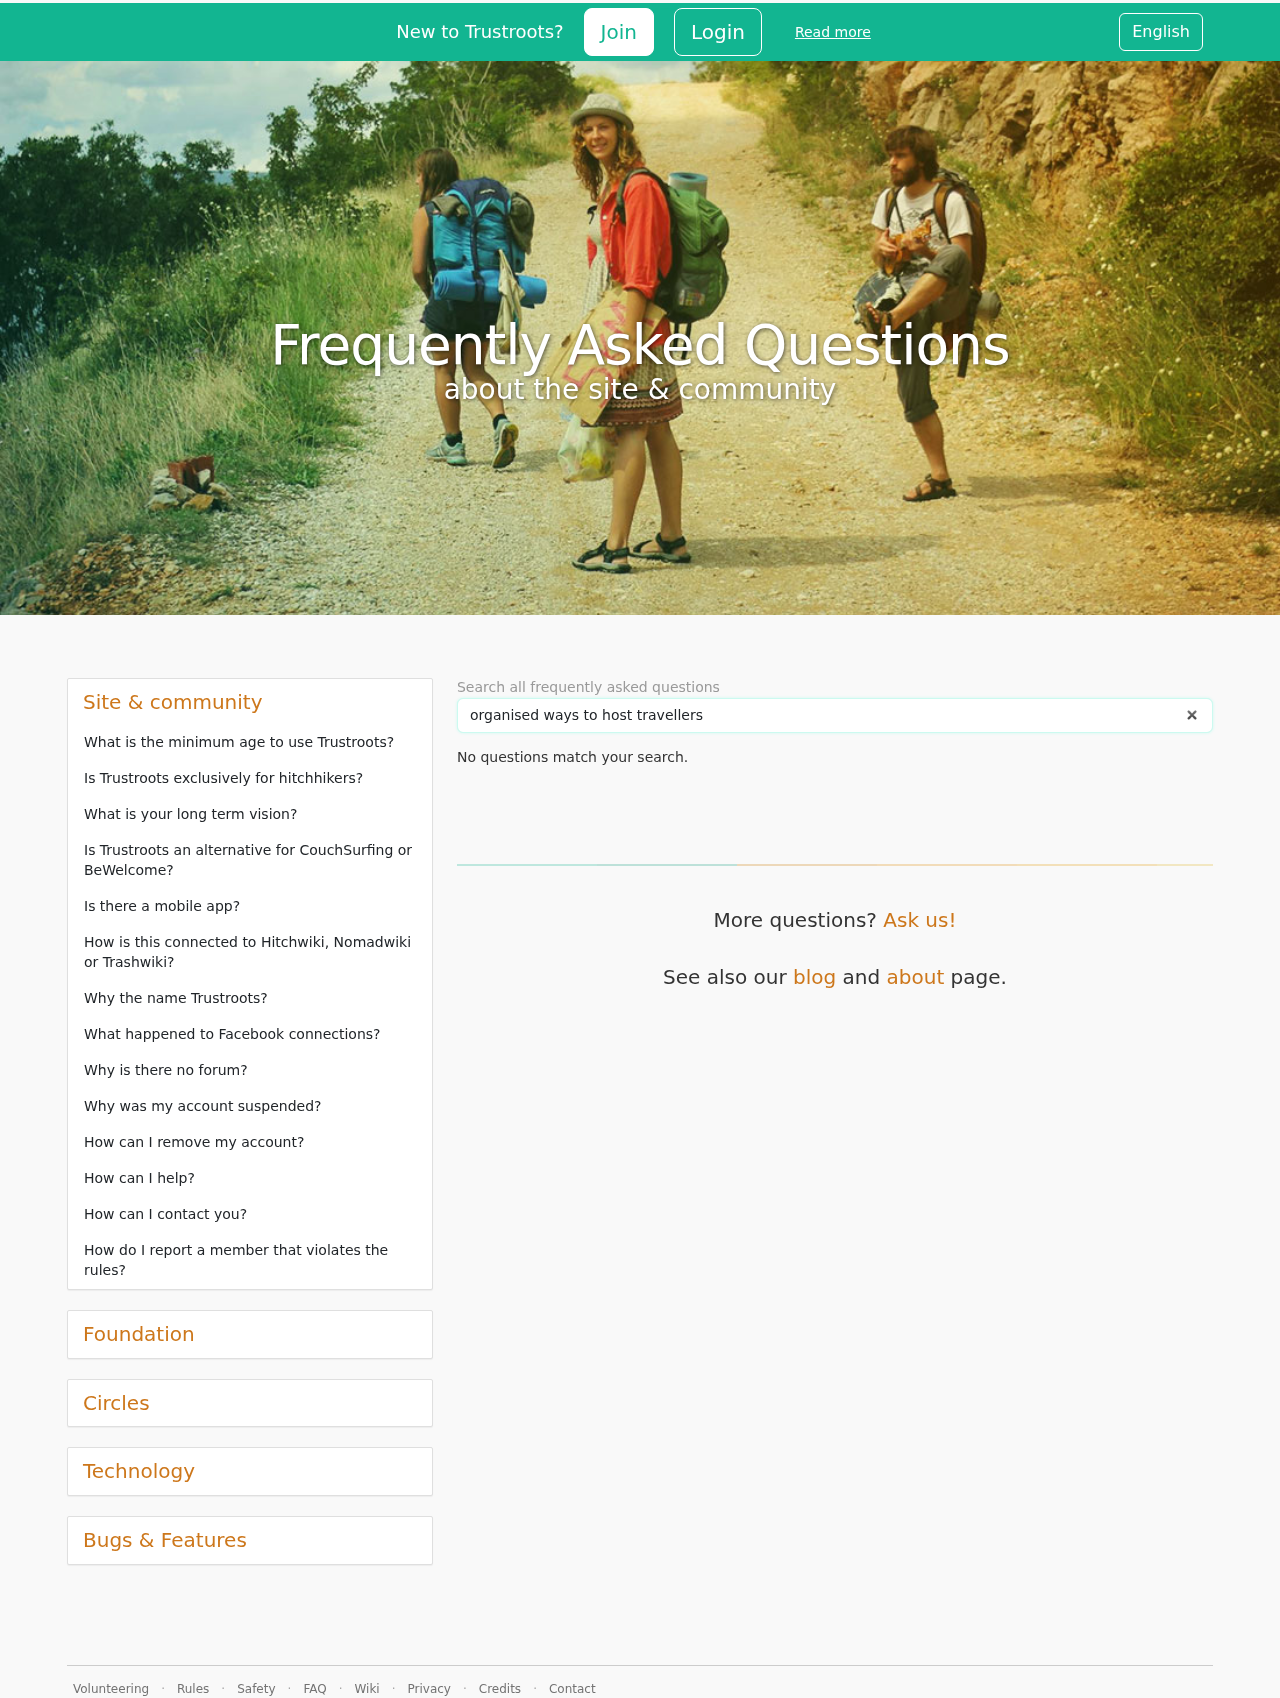 New to Trustroots?
Join
Login
Read more
English
Frequently Asked Questions
about the site & community
Site & community
What is the minimum age to use Trustroots?
Is Trustroots exclusively for hitchhikers?
What is your long term vision?
Is Trustroots an alternative for CouchSurfing or
BeWelcome?
Is there a mobile app?
How is this connected to Hitchwiki, Nomadwiki
or Trashwiki?
Why the name Trustroots?
What happened to Facebook connections?
Why is there no forum?
Why was my account suspended?
How can I remove my account?
How can I help?
How can I contact you?
How do I report a member that violates the
rules?
Foundation
Circles
Technology
Bugs & Features
Search all frequently asked questions
organised ways to host travellers
No questions match your search.
More questions? Ask us!
See also our blog and about page.
Volunteering · Rules · Safety · FAQ · Wiki · Privacy · Credits · Contact